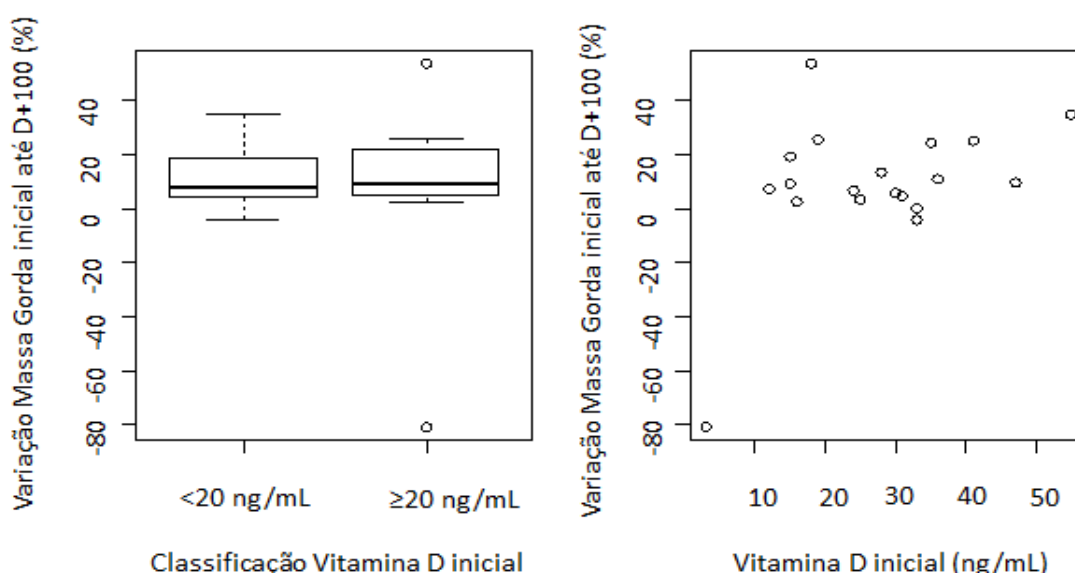 Variação Massa Gorda inicial até D+100 (%)
40
20
0
-20
-40
-60
-80
<20 ng/mL
≥20 ng/mL
Classificação Vitamina D inicial
Variação Massa Gorda inicial até D+100 (%)
40
20
0
-20
-40
-60
-80
10 20 30 40 50
Vitamina D inicial (ng/mL)